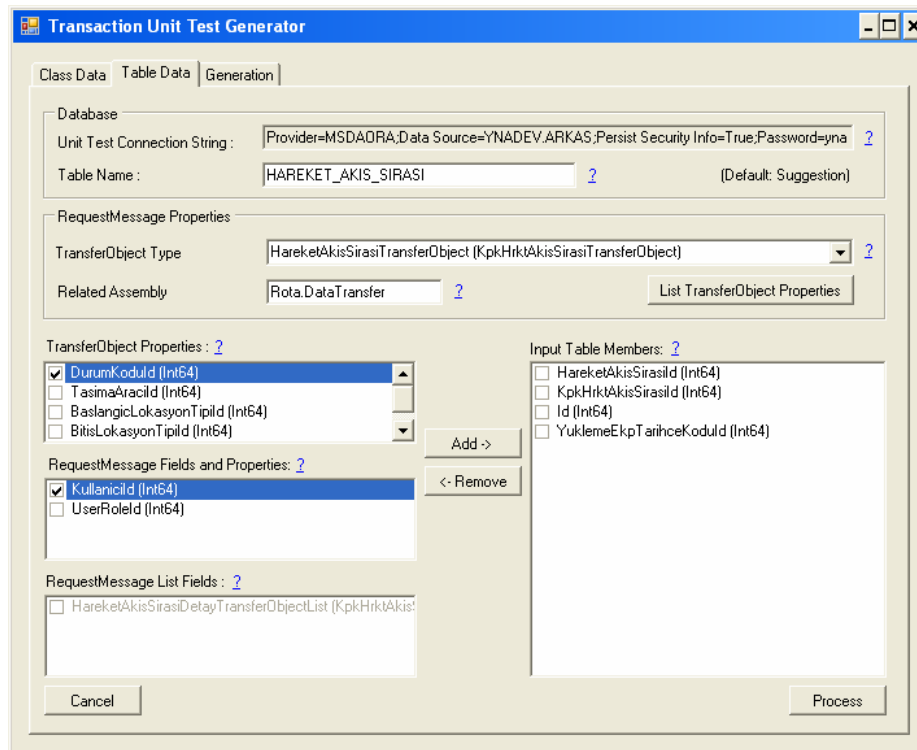 Transaction Unit Test Generator
Class Data Table Data Generation
Database
Unit Test Connection String : Provider=MSDAORA;Data Source=YNADEV.ARKAS;Persist Security Info=True;Password=yna ?
Table Name : HAREKET_AKIS_SIRASI ? (Default: Suggestion)
RequestMessage Properties
TransferObject Type HareketAkisSirasiTransferObject (KpkHrktAkisSirasiTransferObject) ?
Related Assembly Rota.DataTransfer ? List TransferObject Properties
TransferObject Properties : ?
DurumKoduId (Int64)
TasimaAraciId (Int64)
BaslangicLokasyonTipiId (Int64)
BitisLokasyonTipiId (Int64)
RequestMessage Fields and Properties: ?
KullaniciId (Int64)
UserRoleId (Int64)
RequestMessage List Fields : ?
HareketAkisSirasiDetayTransferObjectList (KpkHrktAkis
Add ->
<- Remove
Input Table Members: ?
HareketAkisSirasiId (Int64)
KpkHrktAkisSirasiId (Int64)
Id (Int64)
YuklemeEkpTarihceKoduId (Int64)
Cancel Process